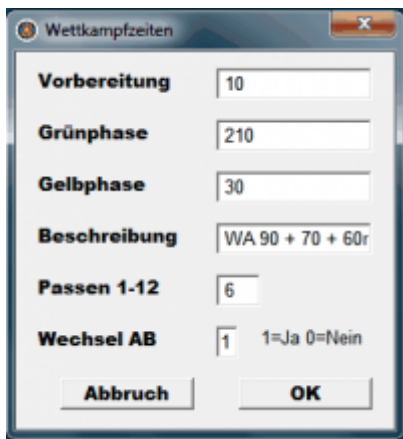 Wettkampfzeiten
Vorbereitung 10
Grünphase 210
Gelbphase 30
Beschreibung WA 90 + 70 + 60r
Passen 1-12 6
Wechsel AB 1 1=Ja 0=Nein
Abbruch OK